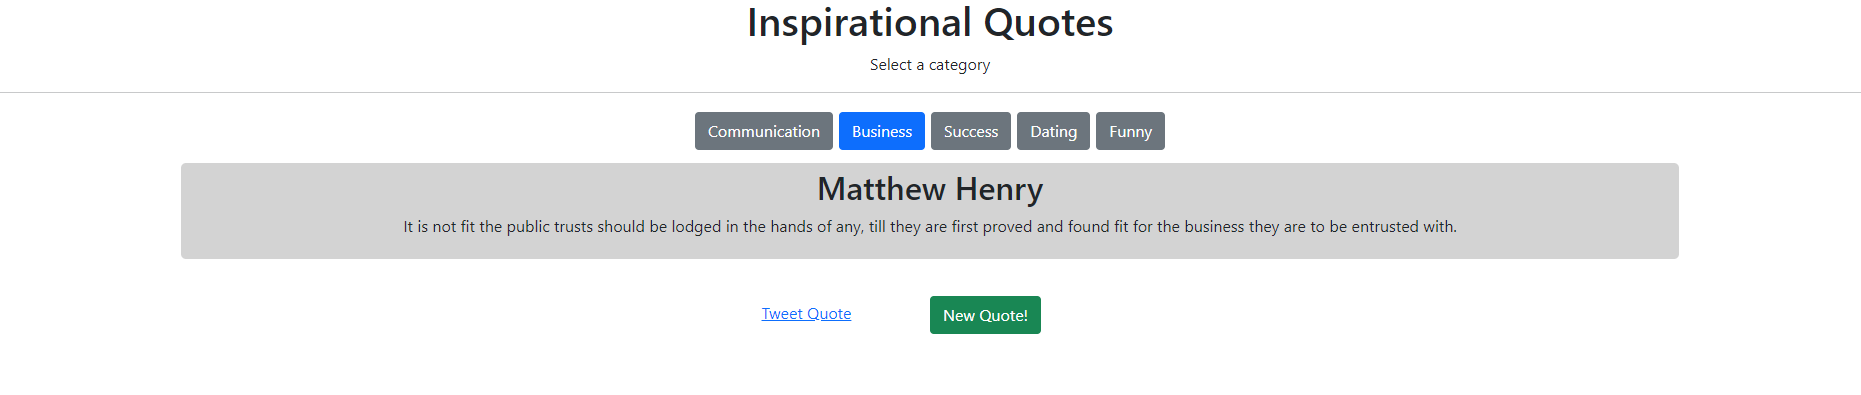 Inspirational Quotes
Select a category
Communication Business Success Dating Funny
Matthew Henry
It is not fit the public trusts should be lodged in the hands of any, till they are first proved and found fit for the business they are to be entrusted with.
Tweet Quote New Quote!